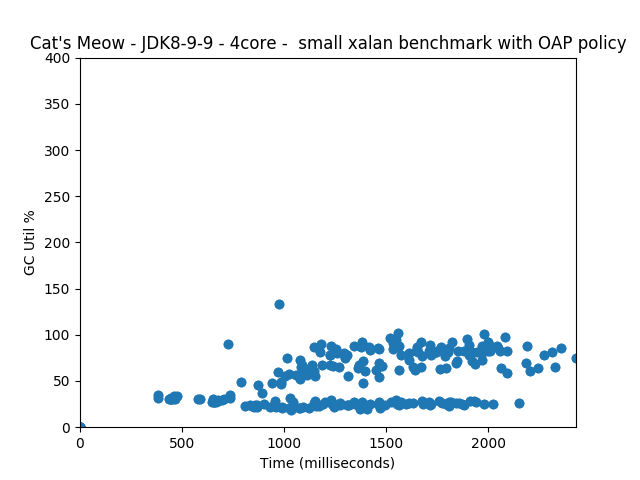 Cat's Meow - JDK8-9-9 - 4core -  small xalan benchmark with OAP policy
400
350
300
250
200
150
100
50
0
GC Util %
0 500 1000 1500 2000
Time (milliseconds)